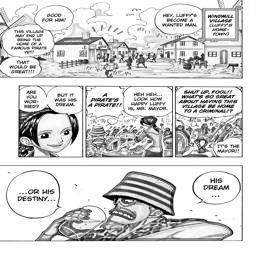 WINDMILL
VILLAGE
(LUFFY'S
HOME-
TOWN)
HEY, LUFFY'S
BECOME A
WANTED MAN.
GOOD
FOR HIM!
THIS VILLAGE
MAY END UP
BEING THE
HOME OF A
FAMOUS PIRATE
YET?
THAT
WOULD BE
GREAT!!!
SHUT UP, FOOL!!
WHAT'S SO GREAT
ABOUT HAVING THIS
VILLAGE BE HOME
TO A CRIMINAL!?
IT'S THE
MAYOR!!
HEH HEH...
LOOK HOW
HAPPY LUFFY
IS, MR. MAYOR.
A
PIRATE'S
A PIRATE!!
BUT IT
WAS HIS
DREAM.
ARE
YOU
WOR-
RIED?
HIS
DREAM
...
...OR HIS
DESTINY...